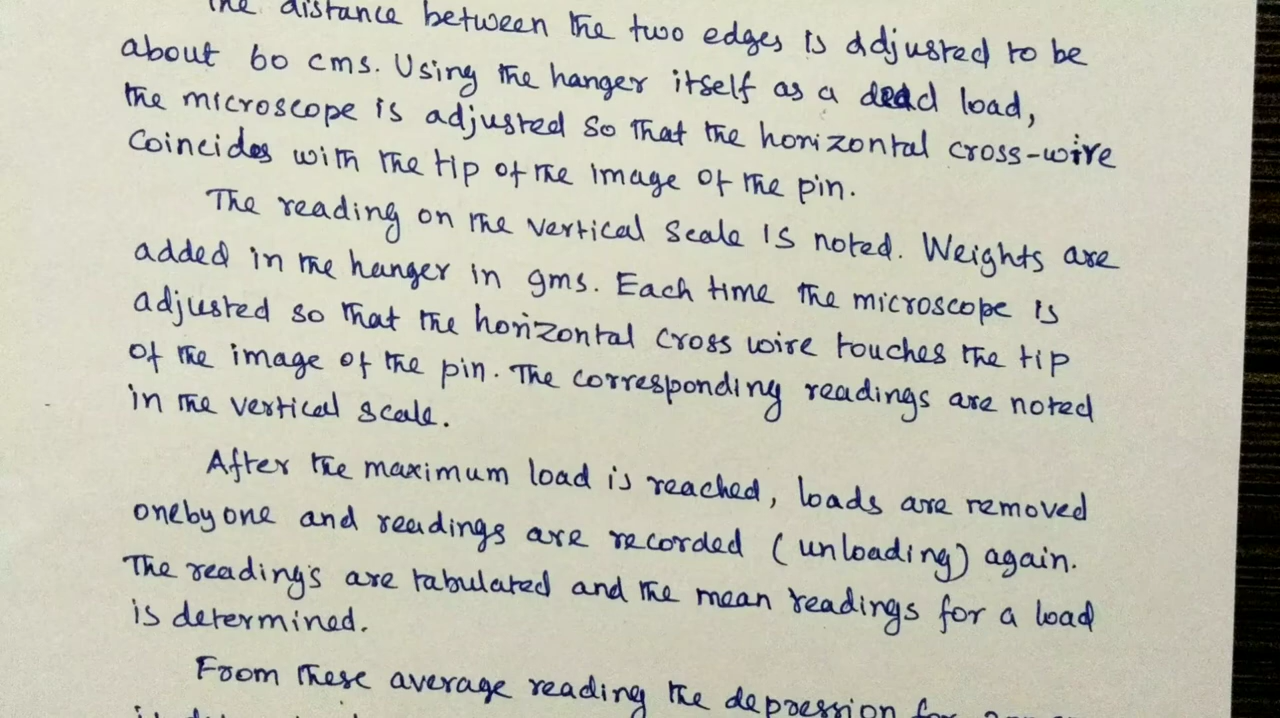 The distance between the two edges is adjusted to be
about 60 cms. Using the hanger itself as a dead load,
the microscope is adjusted so that the horizontal cross-wire
Coincides with the tip of the image of the pin.
The reading on the vertical scale is noted. Weights are
added in the hanger in gms. Each time the microscope is
adjusted so that the horizontal cross wire touches the tip
of the image of the pin. The corresponding readings are noted
in the vertical scale.
After the maximum load is reached, loads are removed
onebyone and readings are recorded (unloading) again.
The readings are tabulated and the mean readings for a load
is determined.
From these average reading the depression for